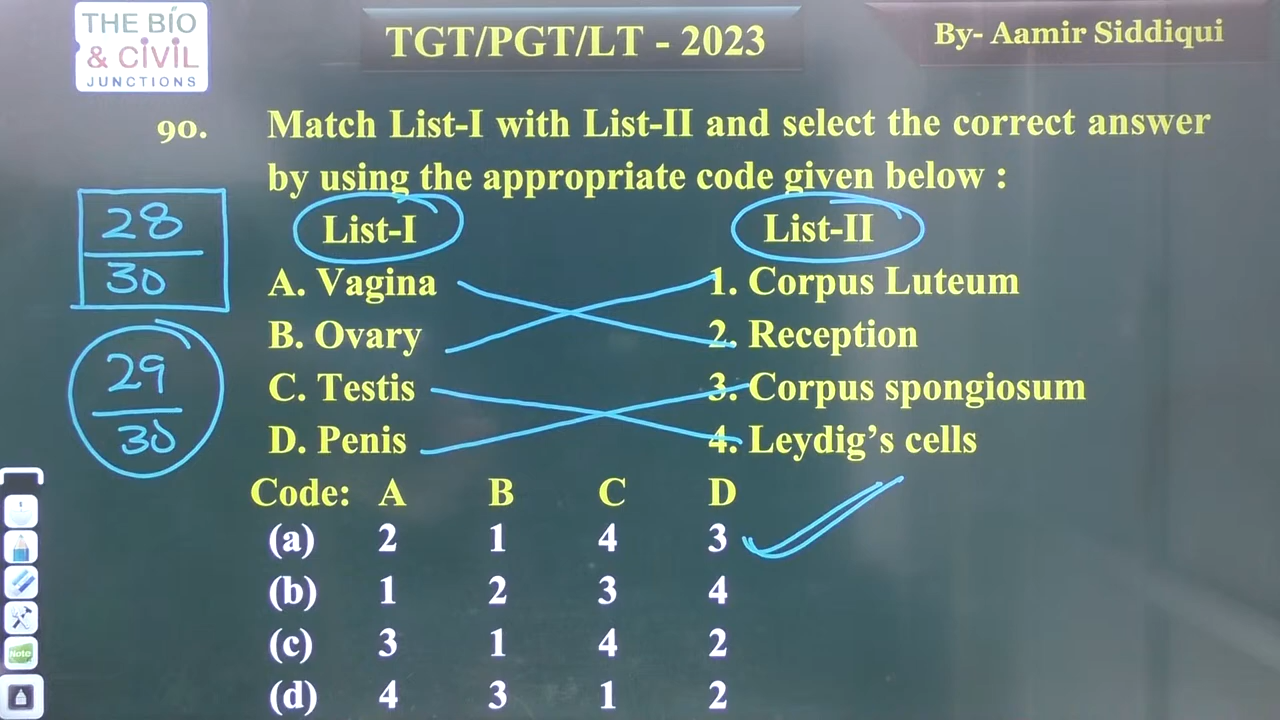 THE BÍO
& CíVíL
JUNCTIONS
TGT/PGT/LT - 2023
By- Aamir Siddiqui
90. Match List-I with List-II and select the correct answer
by using the appropriate code given below :
28
30
List-I List-II
A. Vagina 1. Corpus Luteum
B. Ovary 2. Reception
29
30
C. Testis 3. Corpus spongiosum
D. Penis 4. Leydig’s cells
Code: A B C D
(a) 2 1 4 3
(b) 1 2 3 4
(c) 3 1 4 2
(d) 4 3 1 2
Note